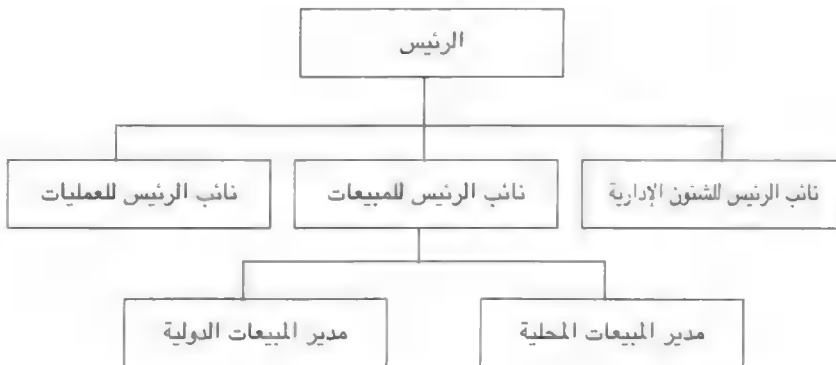 الرئيس
نائب الرئيس للشئون الإدارية
نائب الرئيس للمبيعات
نائب الرئيس للعمليات
مدير المبيعات المحلية
مدير المبيعات الدولية